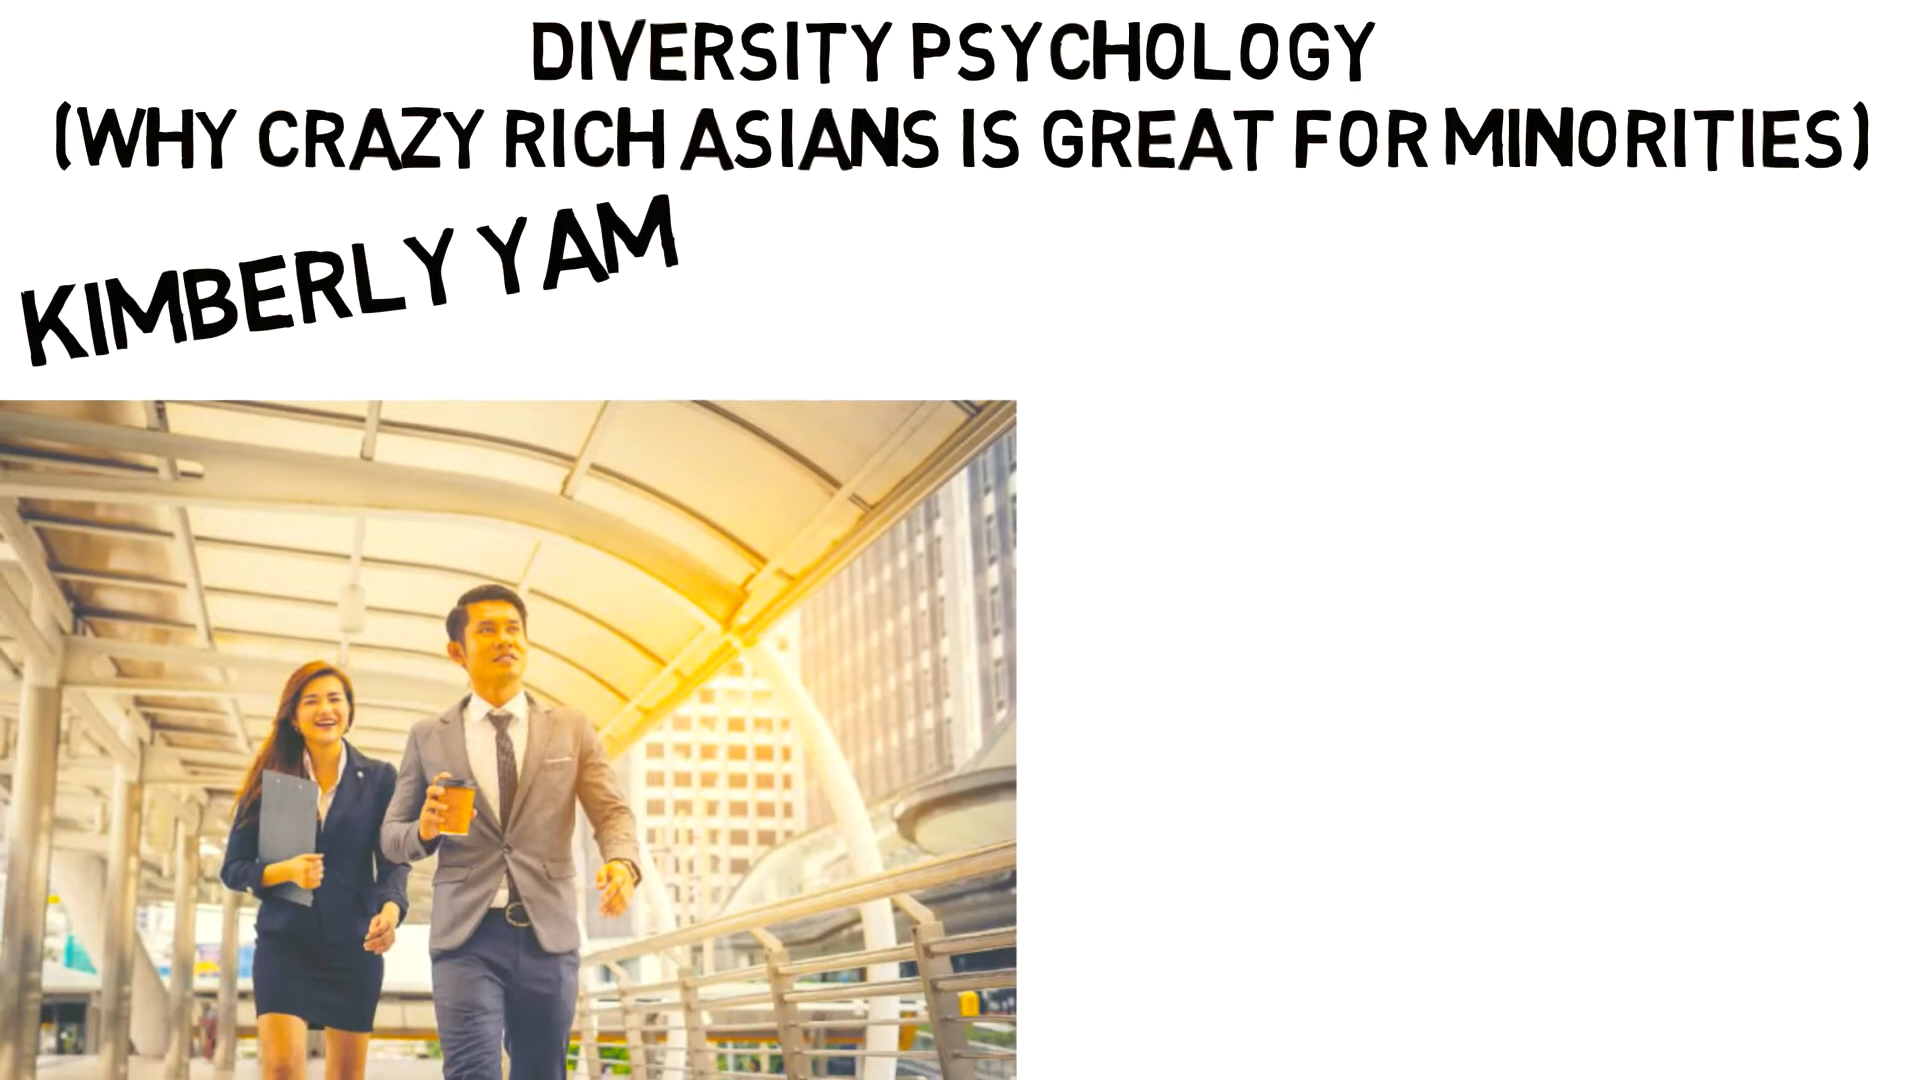 DIVERSITY PSYCHOLOGY
(WHY CRAZY RICH ASIANS IS GREAT FOR MINORITIES)
KIMBERLY YAM